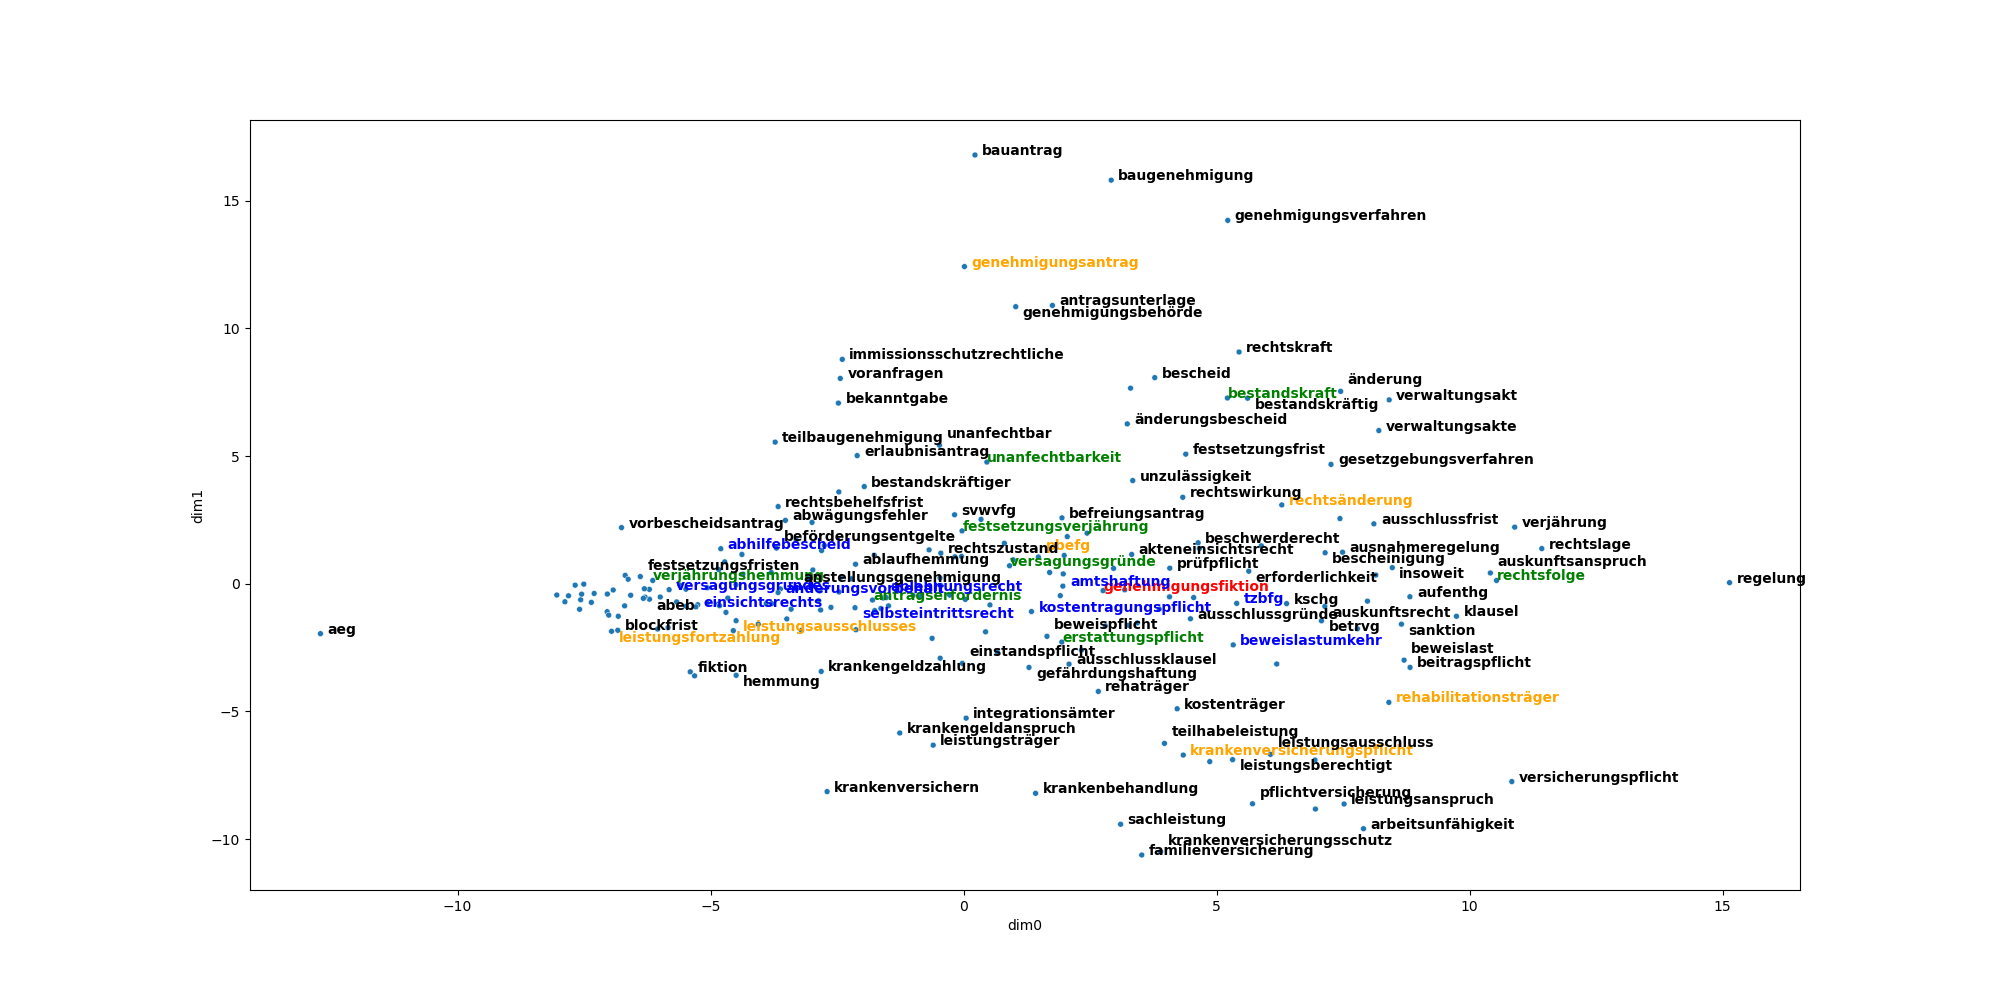 bauantrag
baugenehmigung
15
genehmigungsverfahren
genehmigungsantrag
antragsunterlage
genehmigungsbehörde
10
rechtskraft
immissionsschutzrechtliche
voranfragen
bescheid
änderung
bestandskraft
verwaltungsakt
bekanntgabe
bestandskräftig
änderungsbescheid
verwaltungsakte
unanfechtbar
teilbaugenehmigung
erlaubnisantrag
festsetzungsfrist
unanfechtbarkeit
gesetzgebungsverfahren
5
unzulässigkeit
bestandskräftiger
rechtswirkung
rechtsänderung
rechtsbehelfsfrist
dim1
svwvfg
abwägungsfehler
befreiungsantrag
ausschlussfrist
vorbescheidsantrag
festsetzungsverjährung
verjährung
beförderungsentgelte
beschwerderecht
abhilfebescheid
pbefg
rechtslage
rechtszustand
akteneinsichtsrecht
ausnahmeregelung
ablaufhemmung
versagungsgründe
prüfpflicht
bescheinigung
auskunftsanspruch
festsetzungsfristen
verjährungshemmung
anstellungsgenehmigung
erforderlichkeit
insoweit
rechtsfolge
regelung
0
versagungsgrundes
änderungsvorbehalt
amtshaftung
genehmigungsfiktion
antragserfordernis
tzbfg
kschg
aufenthg
abeb
einsichtsrechts
kostentragungspflicht
selbsteintrittsrecht
ausschlussgründe
auskunftsrecht
klausel
blockfrist
leistungsausschlusses
beweispflicht
betrvg
sanktion
aeg
leistungsfortzahlung
erstattungspflicht
beweislastumkehr
beweislast
einstandspflicht
ausschlussklausel
beitragspflicht
fiktion
krankengeldzahlung
gefährdungshaftung
hemmung
rehaträger
rehabilitationsträger
kostenträger
−5
integrationsämter
krankengeldanspruch
leistungsträger
teilhabeleistung
leistungsausschluss
krankenversicherungspflicht
leistungsberechtigt
versicherungspflicht
krankenversichern
krankenbehandlung
pflichtversicherung
leistungsanspruch
sachleistung
arbeitsunfähigkeit
−10
krankenversicherungsschutz
familienversicherung
−10 −5 0 5 10 15
dim0